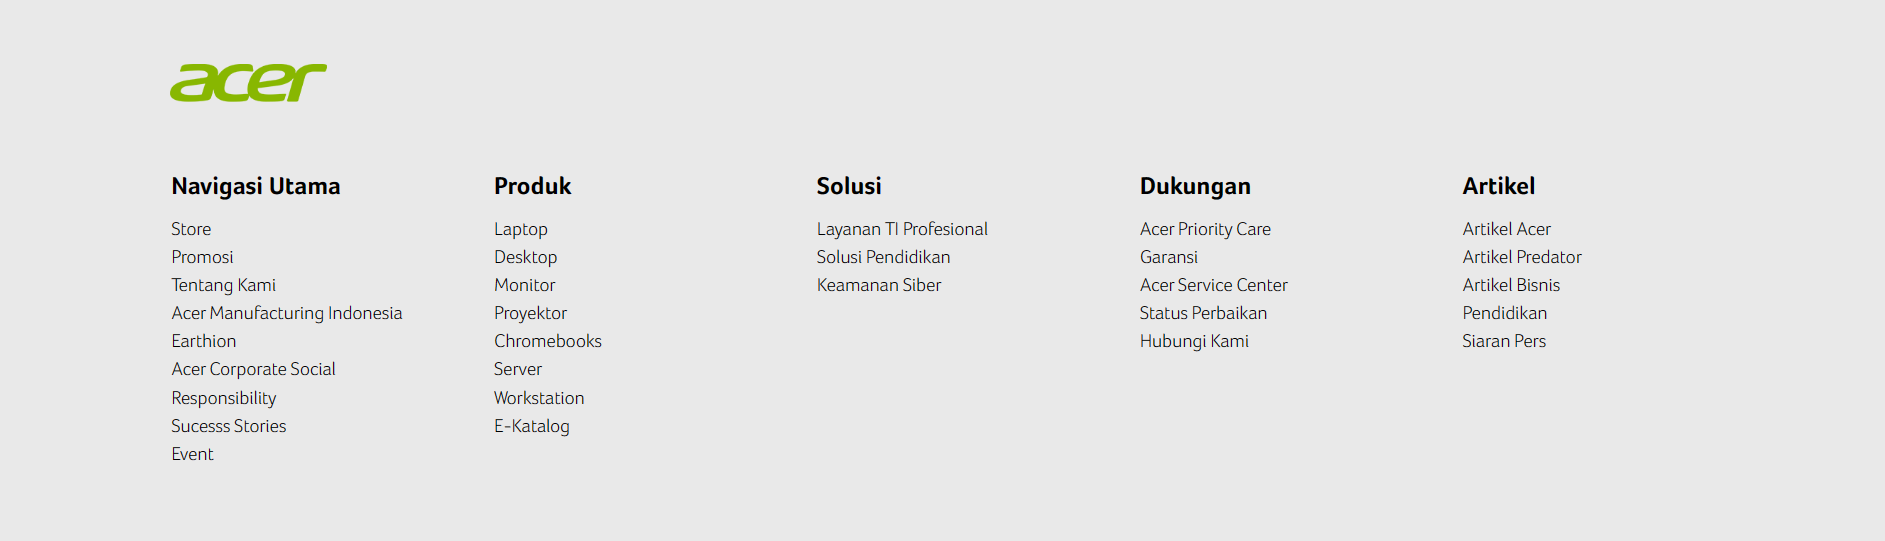 acer
Navigasi Utama
Store
Promosi
Tentang Kami
Acer Manufacturing Indonesia
Earthion
Acer Corporate Social
Responsibility
Sucesss Stories
Event
Produk
Laptop
Desktop
Monitor
Proyektor
Chromebooks
Server
Workstation
E-Katalog
Solusi
Layanan TI Profesional
Solusi Pendidikan
Keamanan Siber
Dukungan
Acer Priority Care
Garansi
Acer Service Center
Status Perbaikan
Hubungi Kami
Artikel
Artikel Acer
Artikel Predator
Artikel Bisnis
Pendidikan
Siaran Pers